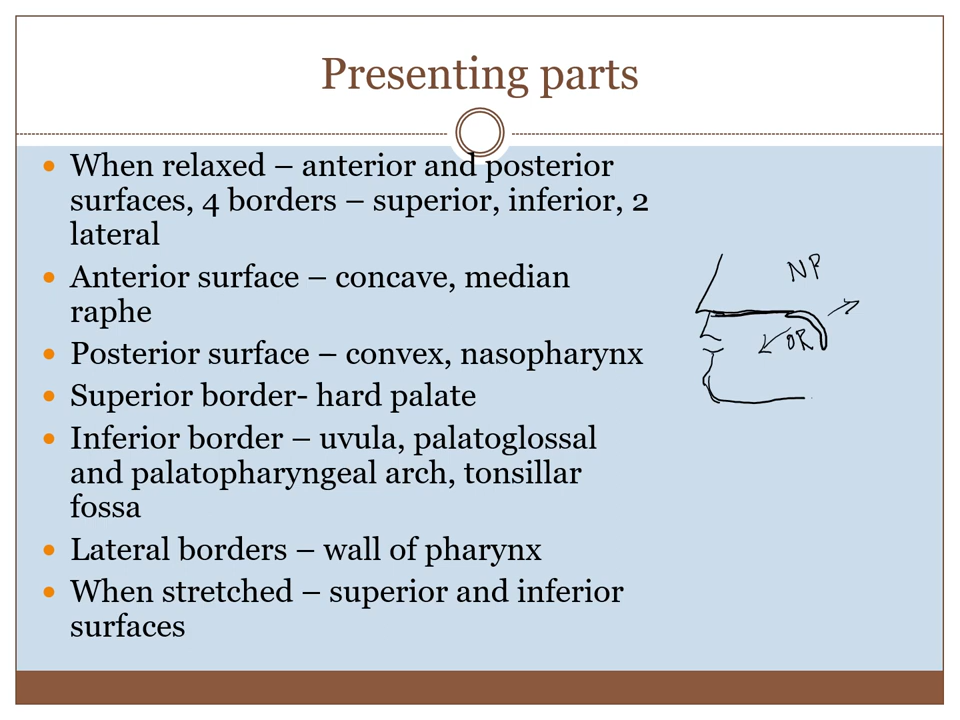 Presenting parts
When relaxed – anterior and posterior
surfaces, 4 borders – superior, inferior, 2
lateral
Anterior surface – concave, median
raphe
Posterior surface – convex, nasopharynx
Superior border- hard palate
Inferior border – uvula, palatoglossal
and palatopharyngeal arch, tonsillar
fossa
Lateral borders – wall of pharynx
When stretched – superior and inferior
surfaces
NP
OR